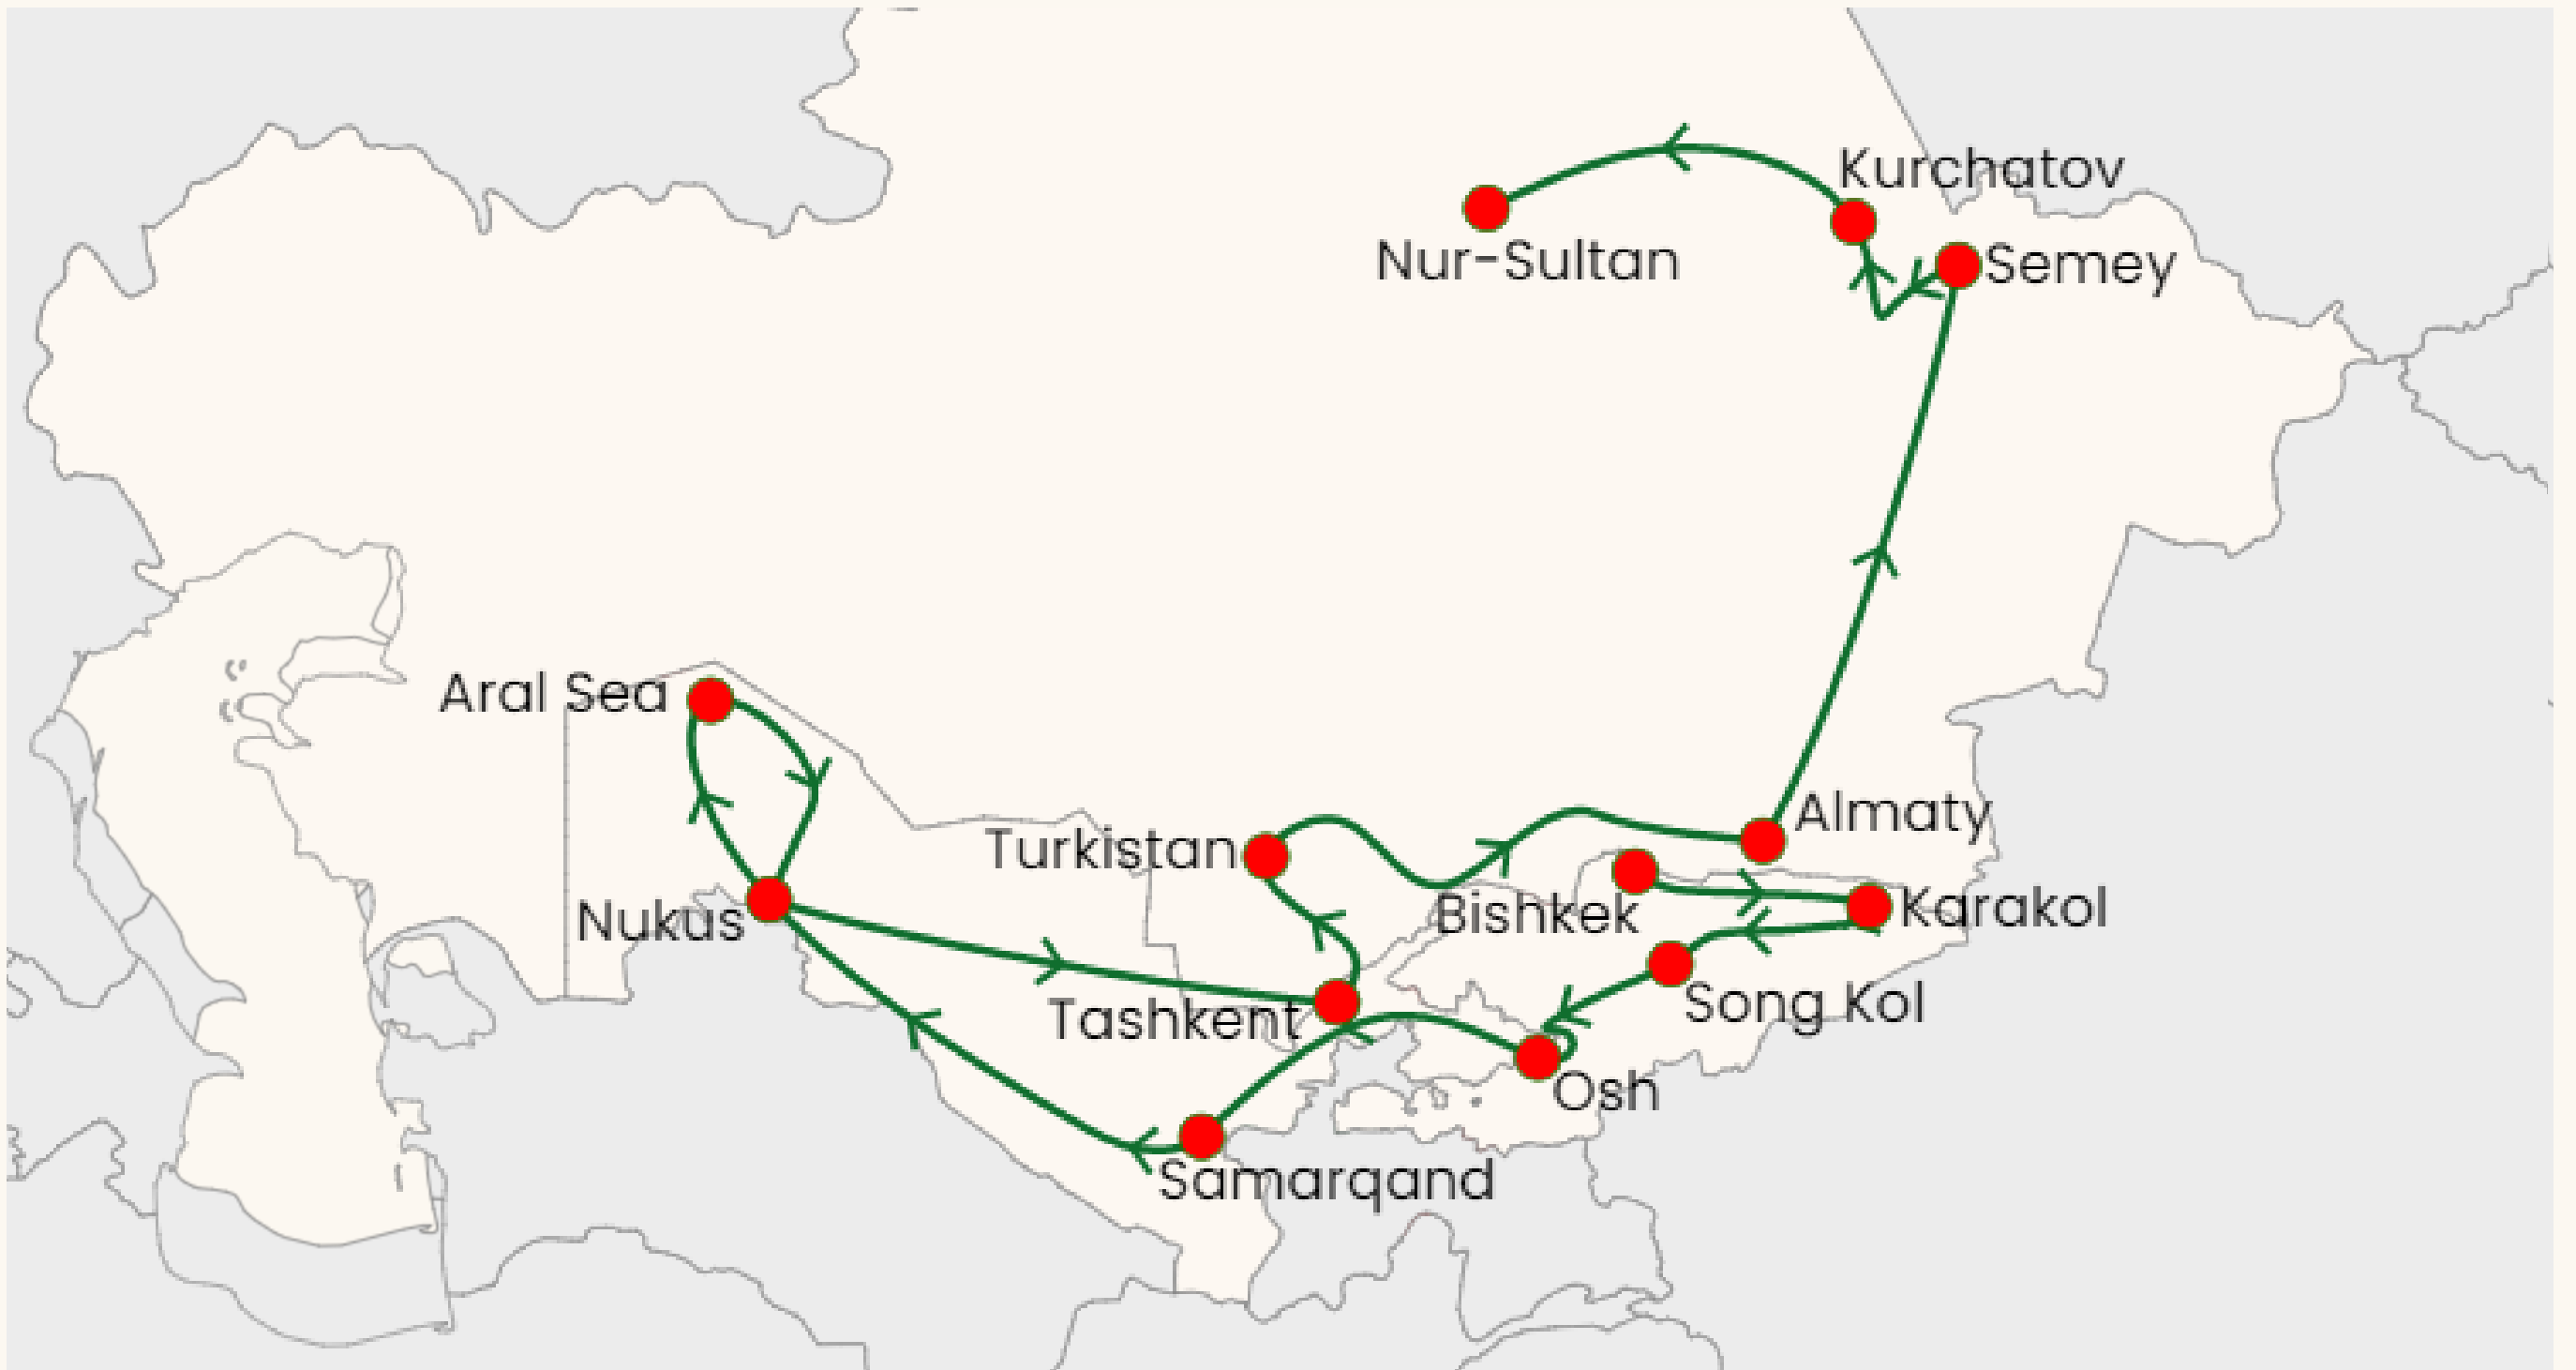 Kurchatov
Nur-Sultan
Semey
Aral Sea
Almaty
Turkistan
Bishkek
Karakol
Nukus
Song Kol
Tashkent
Osh
Samarqand